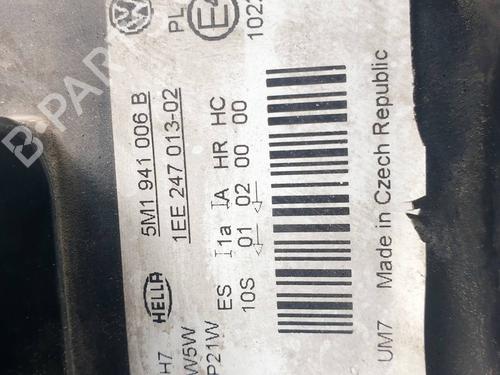 B-PARTS
PL E4
5M1 941 006 B
1EE 247 013-02
HELLA
ES I1a IA HR HC
10S 01 02 00 00
H7
W5W
P21W
UM7 Made in Czech Republic